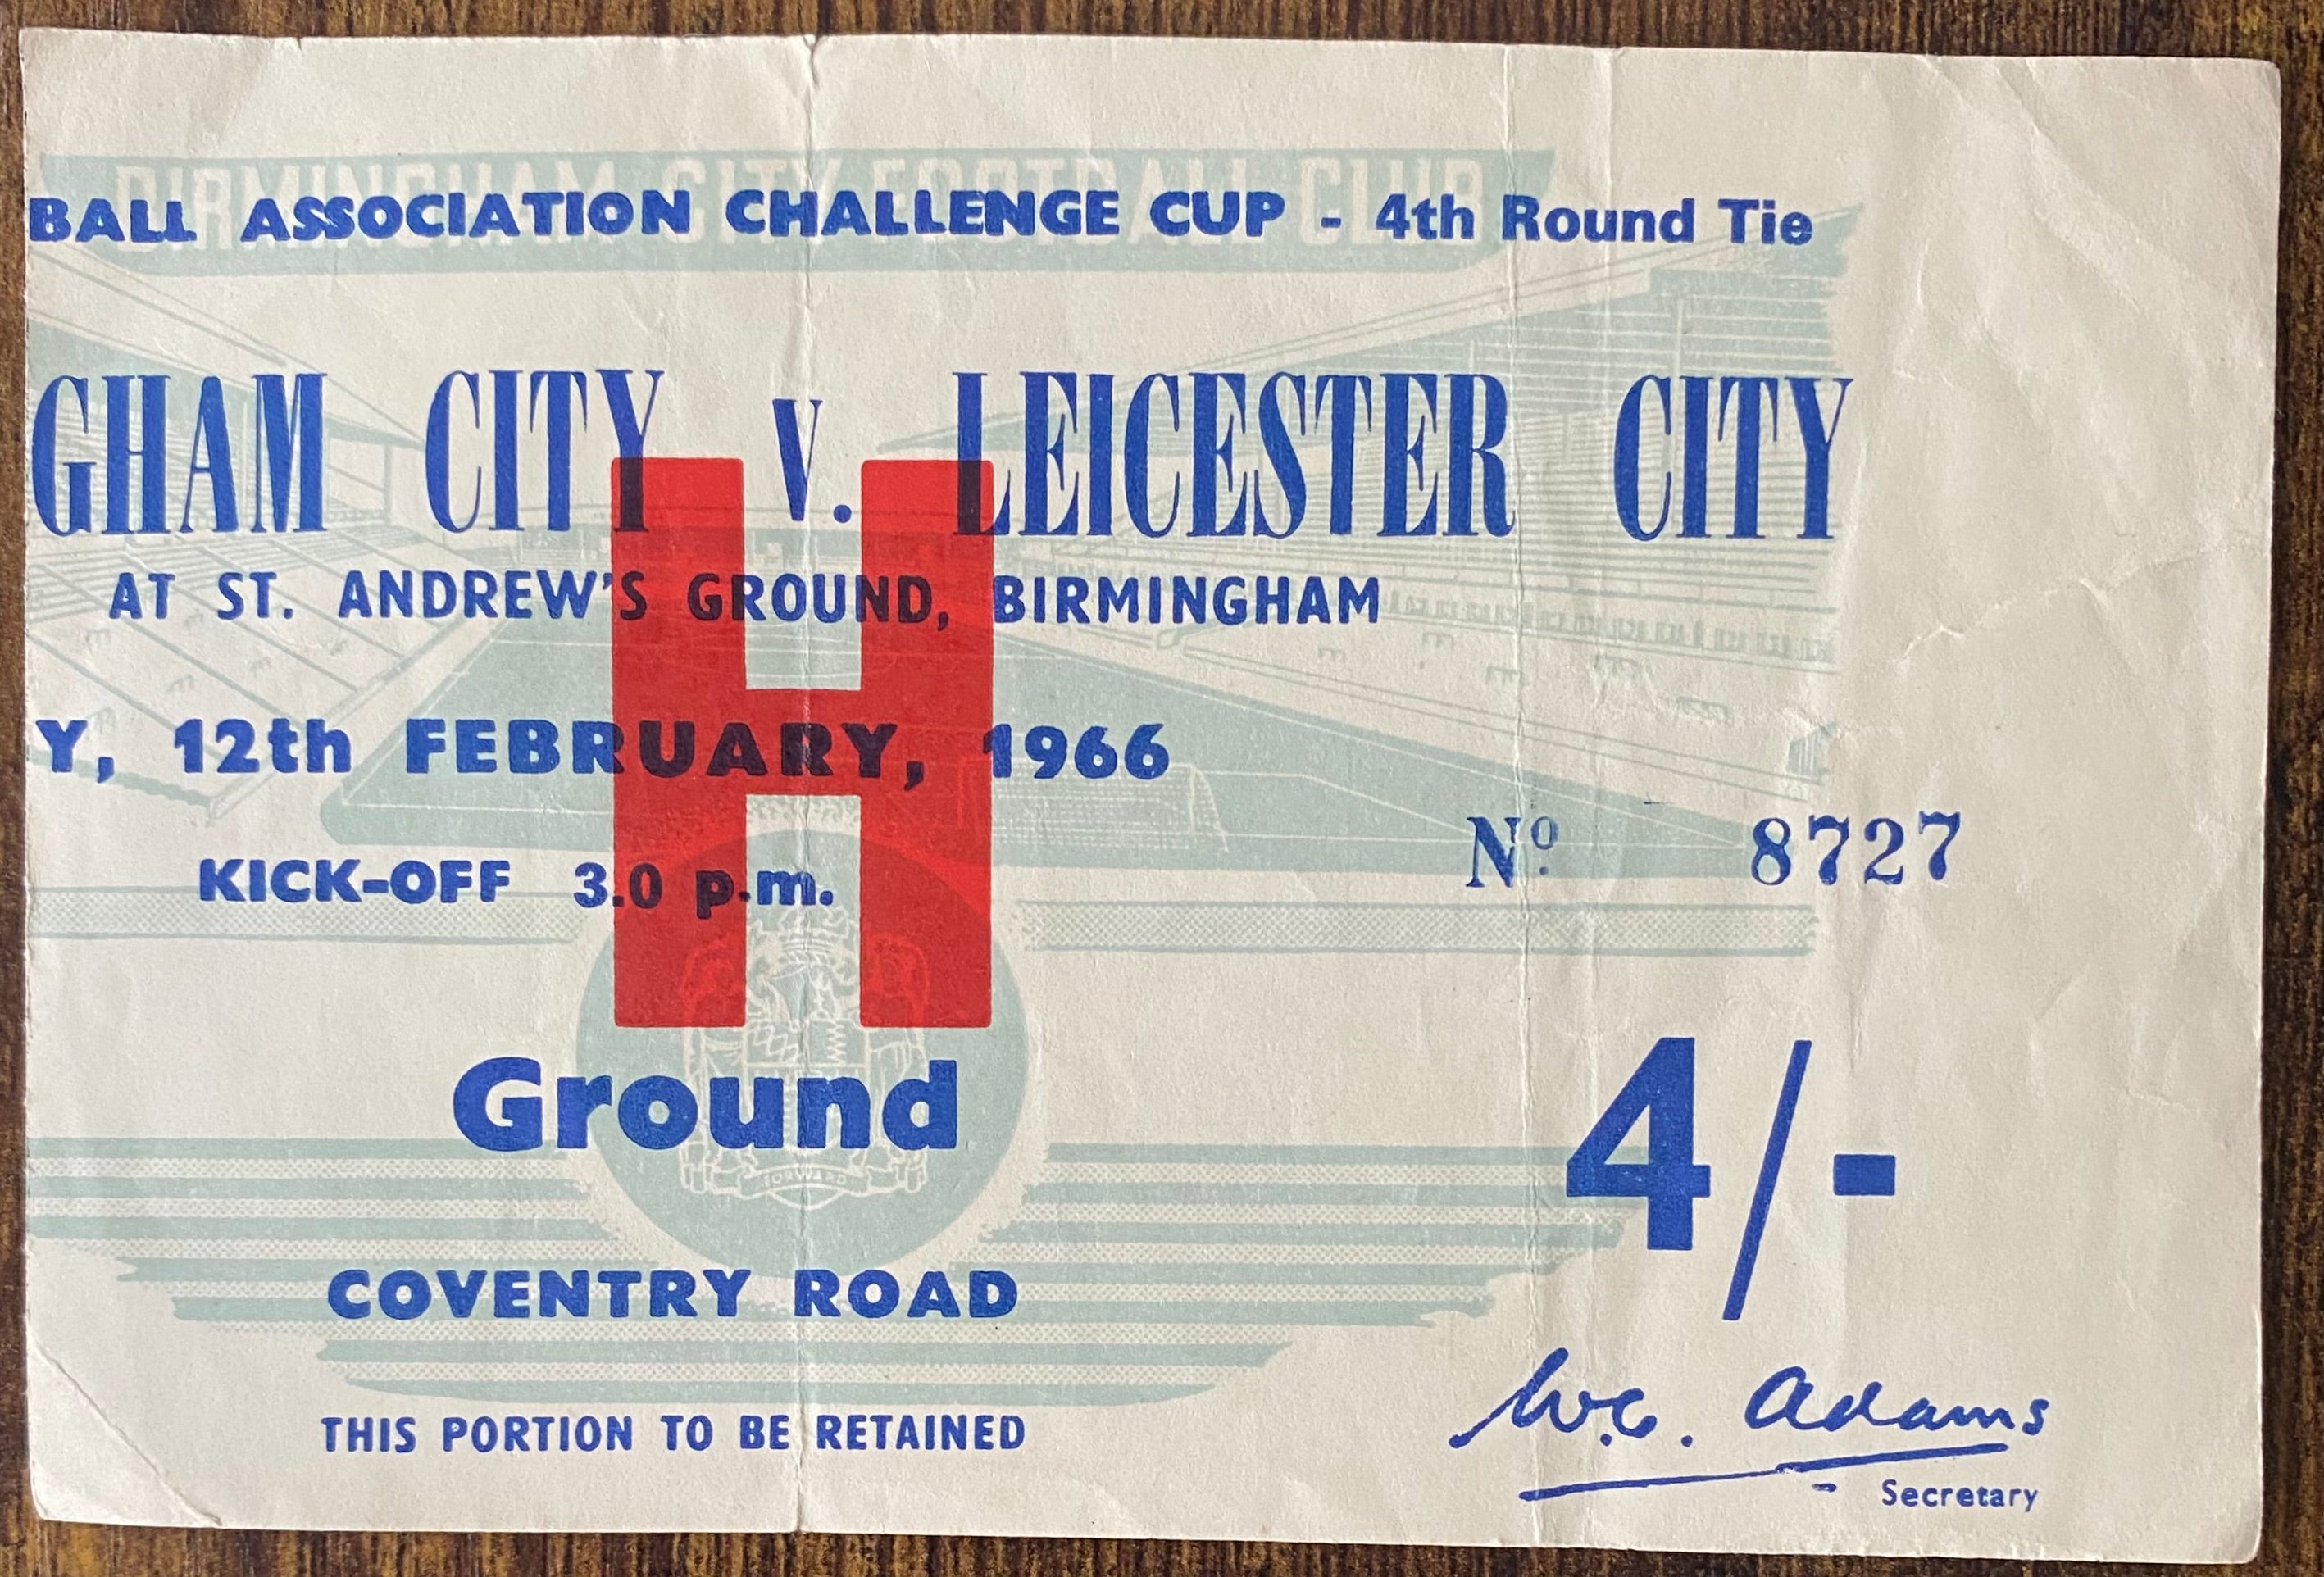 BIRMINGHAM CITY FOOTBALL CLUB
BALL ASSOCIATION CHALLENGE CUP - 4th Round Tie
GHAM CITY V. LEICESTER CITY
AT ST. ANDREW'S GROUND, BIRMINGHAM
Y, 12th FEBRUARY, 1966
KICK-OFF 3.0 p.m.
Nº 8727
H
Ground
FORWARD
4/-
COVENTRY ROAD
THIS PORTION TO BE RETAINED
W.C. Adams
Secretary